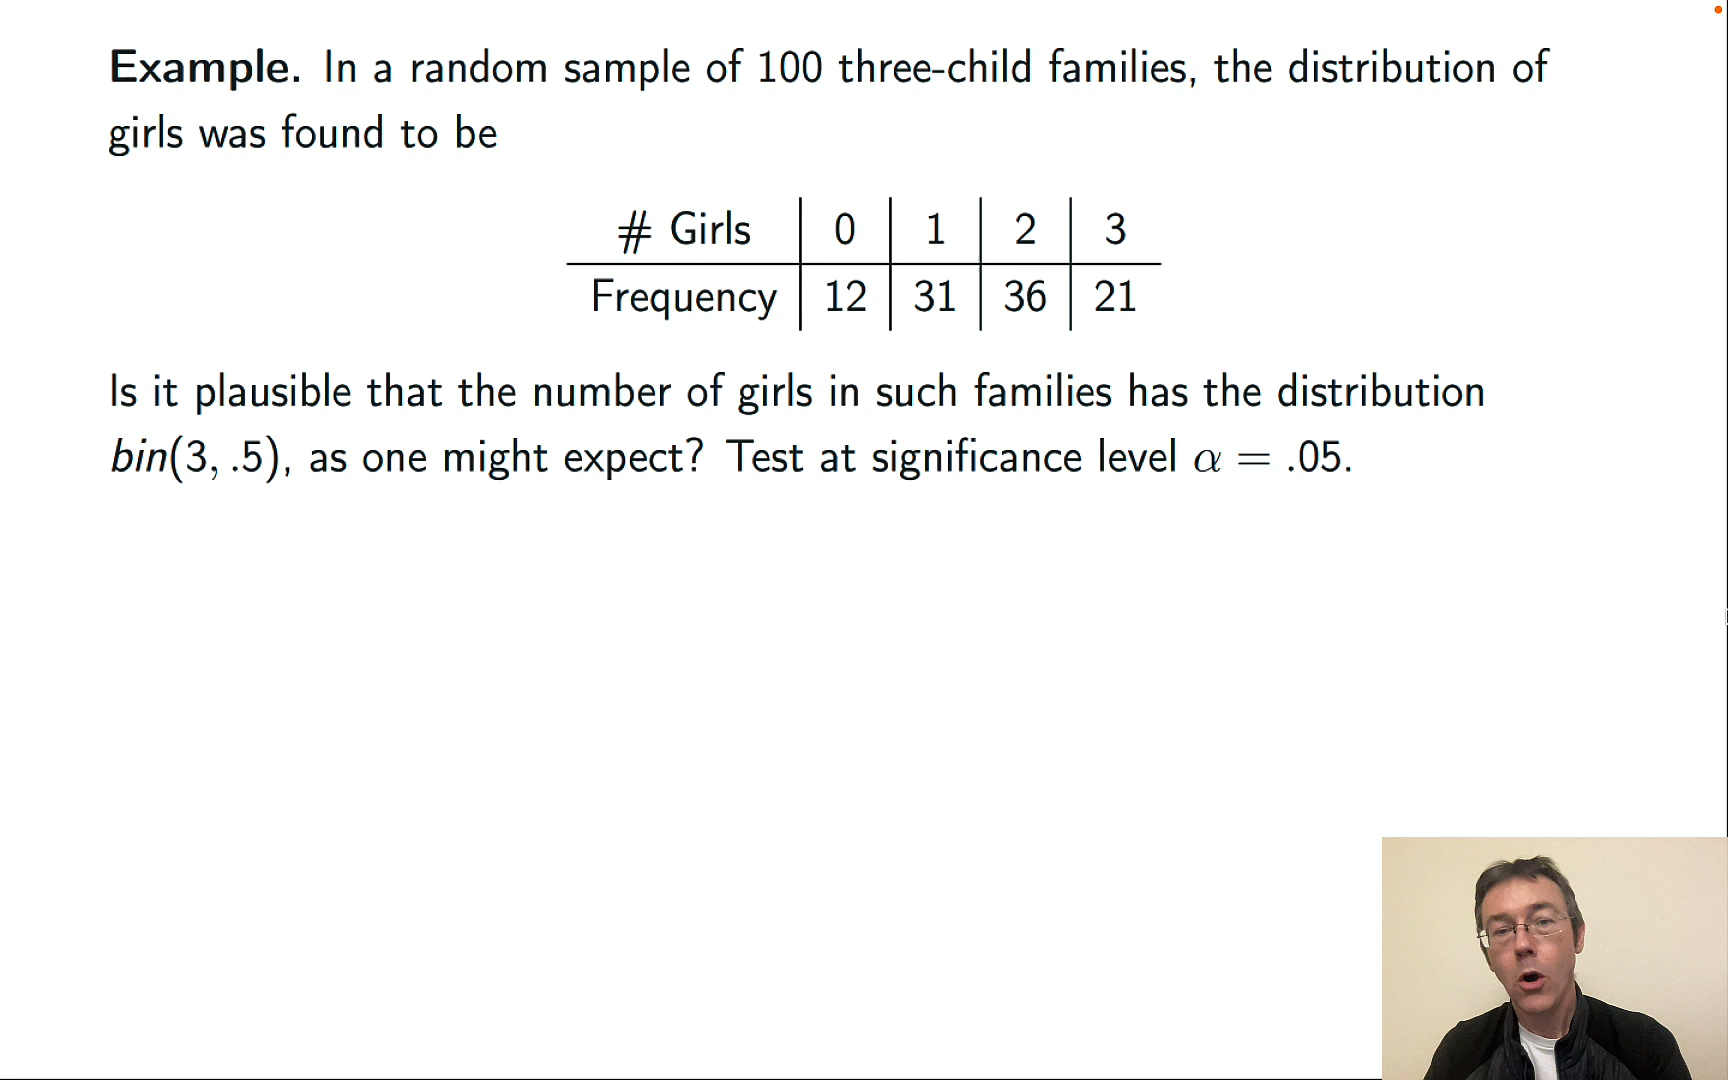 Example. In a random sample of 100 three-child families, the distribution of
girls was found to be
# Girls 0 1 2 3
Frequency 12 31 36 21
Is it plausible that the number of girls in such families has the distribution
bin(3, .5), as one might expect? Test at significance level α = .05.